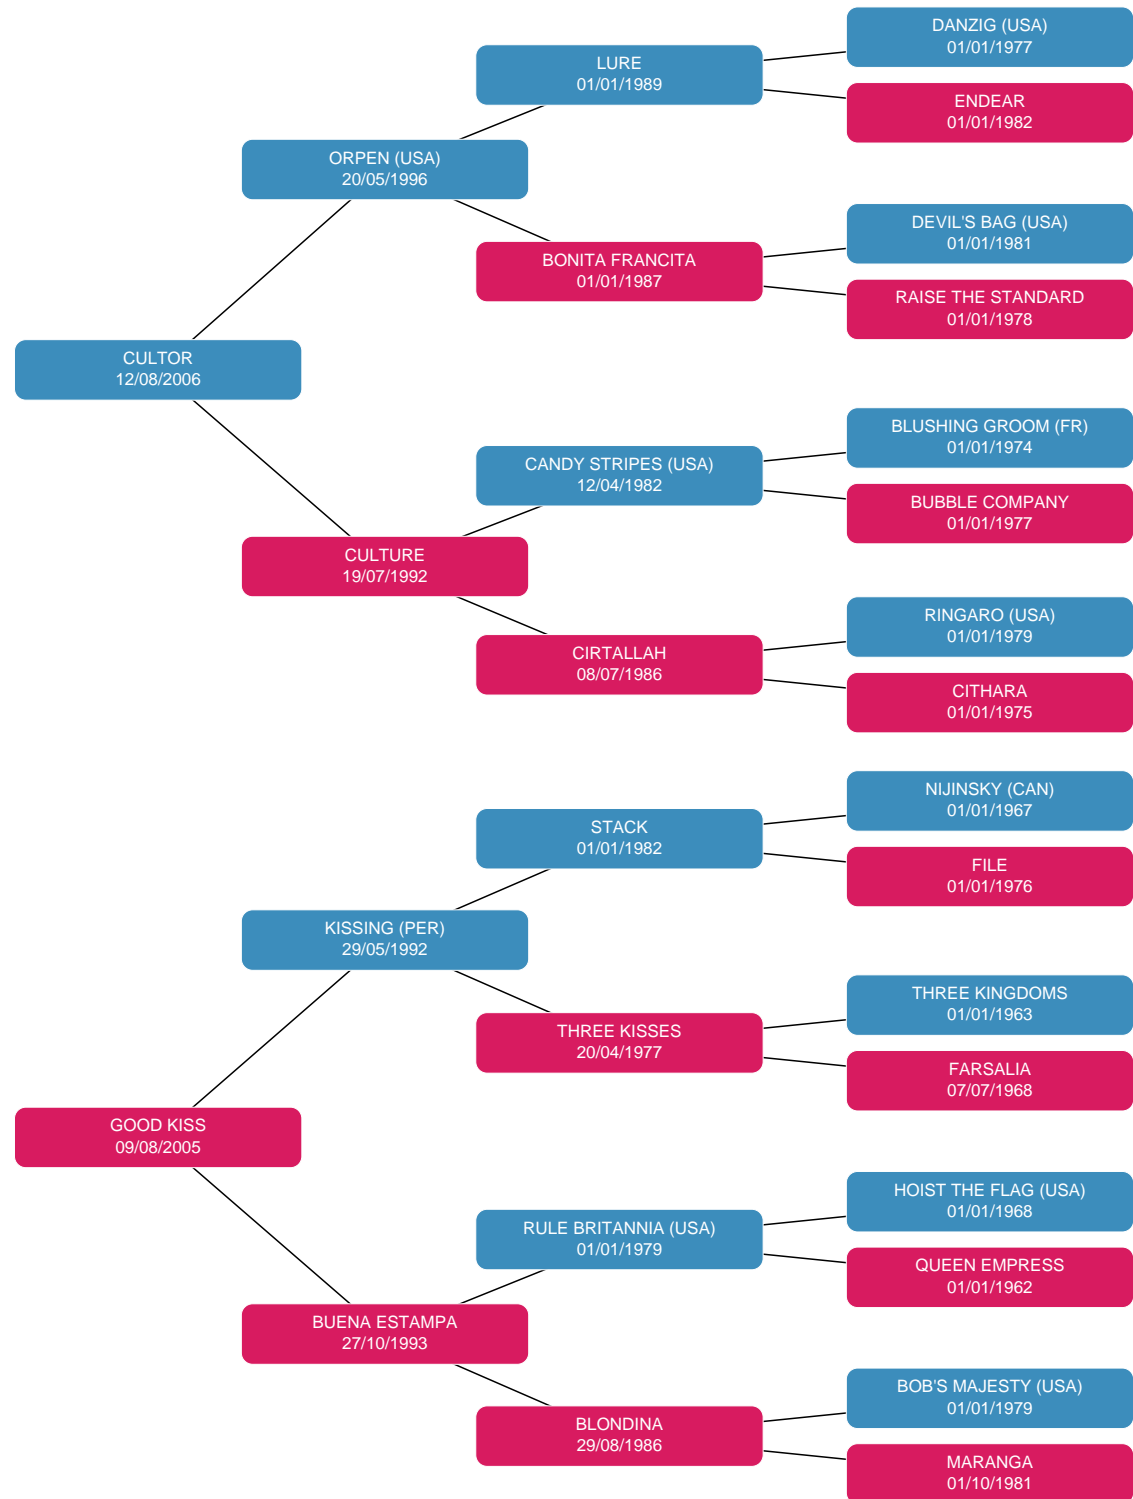 DANZIG (USA)
01/01/1977
LURE
01/01/1989
ENDEAR
01/01/1982
ORPEN (USA)
20/05/1996
DEVIL'S BAG (USA)
01/01/1981
BONITA FRANCITA
01/01/1987
RAISE THE STANDARD
01/01/1978
CULTOR
12/08/2006
BLUSHING GROOM (FR)
01/01/1974
CANDY STRIPES (USA)
12/04/1982
BUBBLE COMPANY
01/01/1977
CULTURE
19/07/1992
RINGARO (USA)
01/01/1979
CIRTALLAH
08/07/1986
CITHARA
01/01/1975
NIJINSKY (CAN)
01/01/1967
STACK
01/01/1982
FILE
01/01/1976
KISSING (PER)
29/05/1992
THREE KINGDOMS
01/01/1963
THREE KISSES
20/04/1977
FARSALIA
07/07/1968
GOOD KISS
09/08/2005
HOIST THE FLAG (USA)
01/01/1968
RULE BRITANNIA (USA)
01/01/1979
QUEEN EMPRESS
01/01/1962
BUENA ESTAMPA
27/10/1993
BOB'S MAJESTY (USA)
01/01/1979
BLONDINA
29/08/1986
MARANGA
01/10/1981